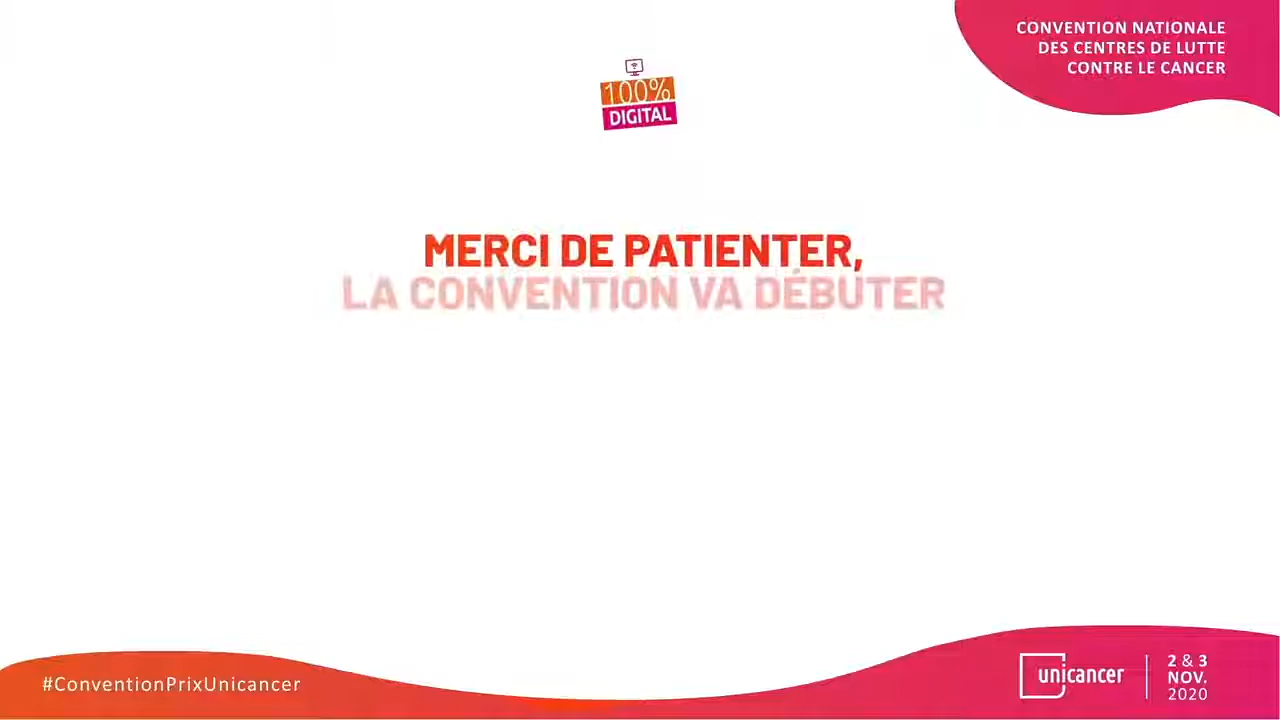 CONVENTION NATIONALE
DES CENTRES DE LUTTE
CONTRE LE CANCER
100%
DIGITAL
MERCI DE PATIENTER,
LA CONVENTION VA DÉBUTER
#ConventionPrixUnicancer
unicancer
2 & 3
NOV.
2020